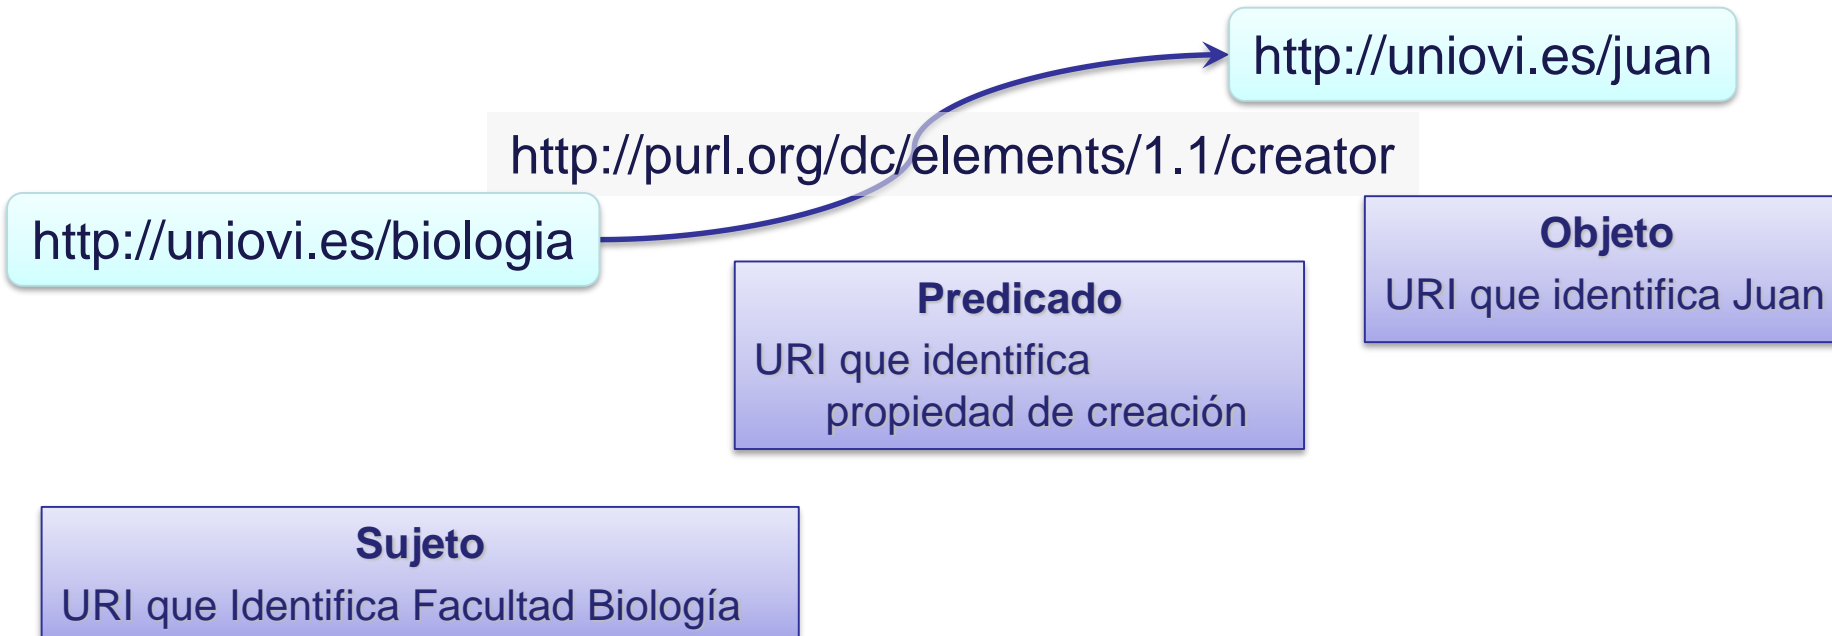 http://uniovi.es/juan
http://purl.org/dc/elements/1.1/creator
http://uniovi.es/biologia
Objeto
URI que identifica Juan
Predicado
URI que identifica
propiedad de creación
Sujeto
URI que Identifica Facultad Biología